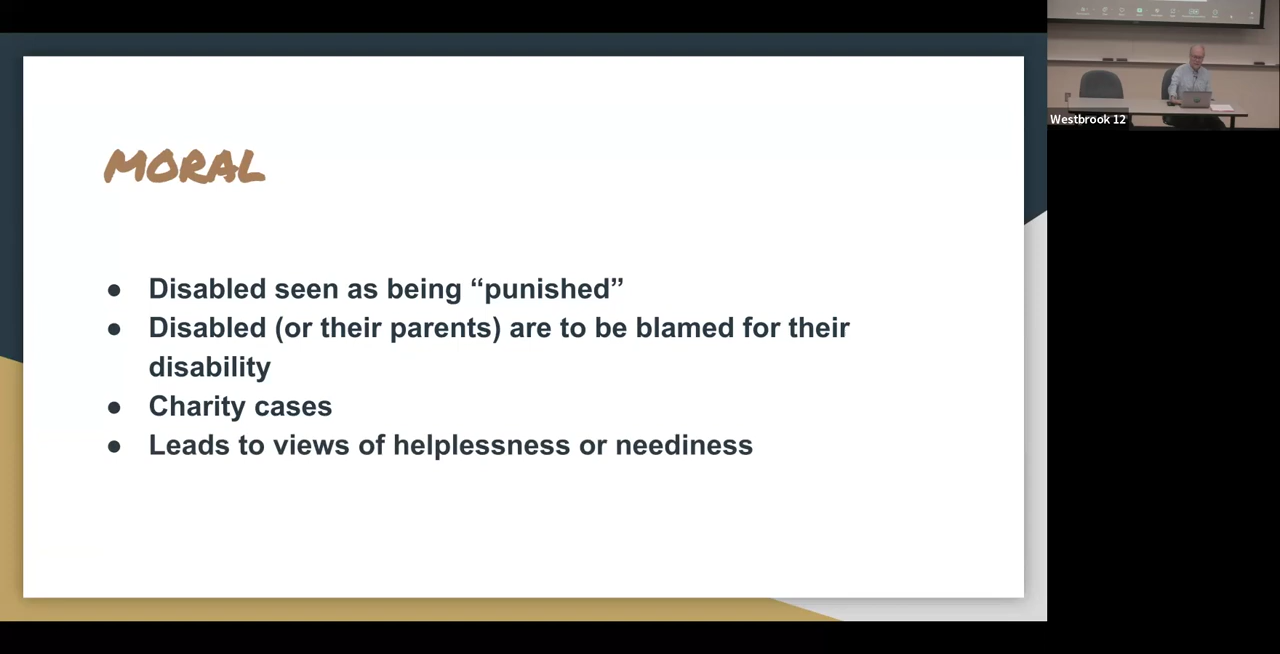 MORAL
● Disabled seen as being “punished”
● Disabled (or their parents) are to be blamed for their
disability
● Charity cases
● Leads to views of helplessness or neediness
Westbrook 12